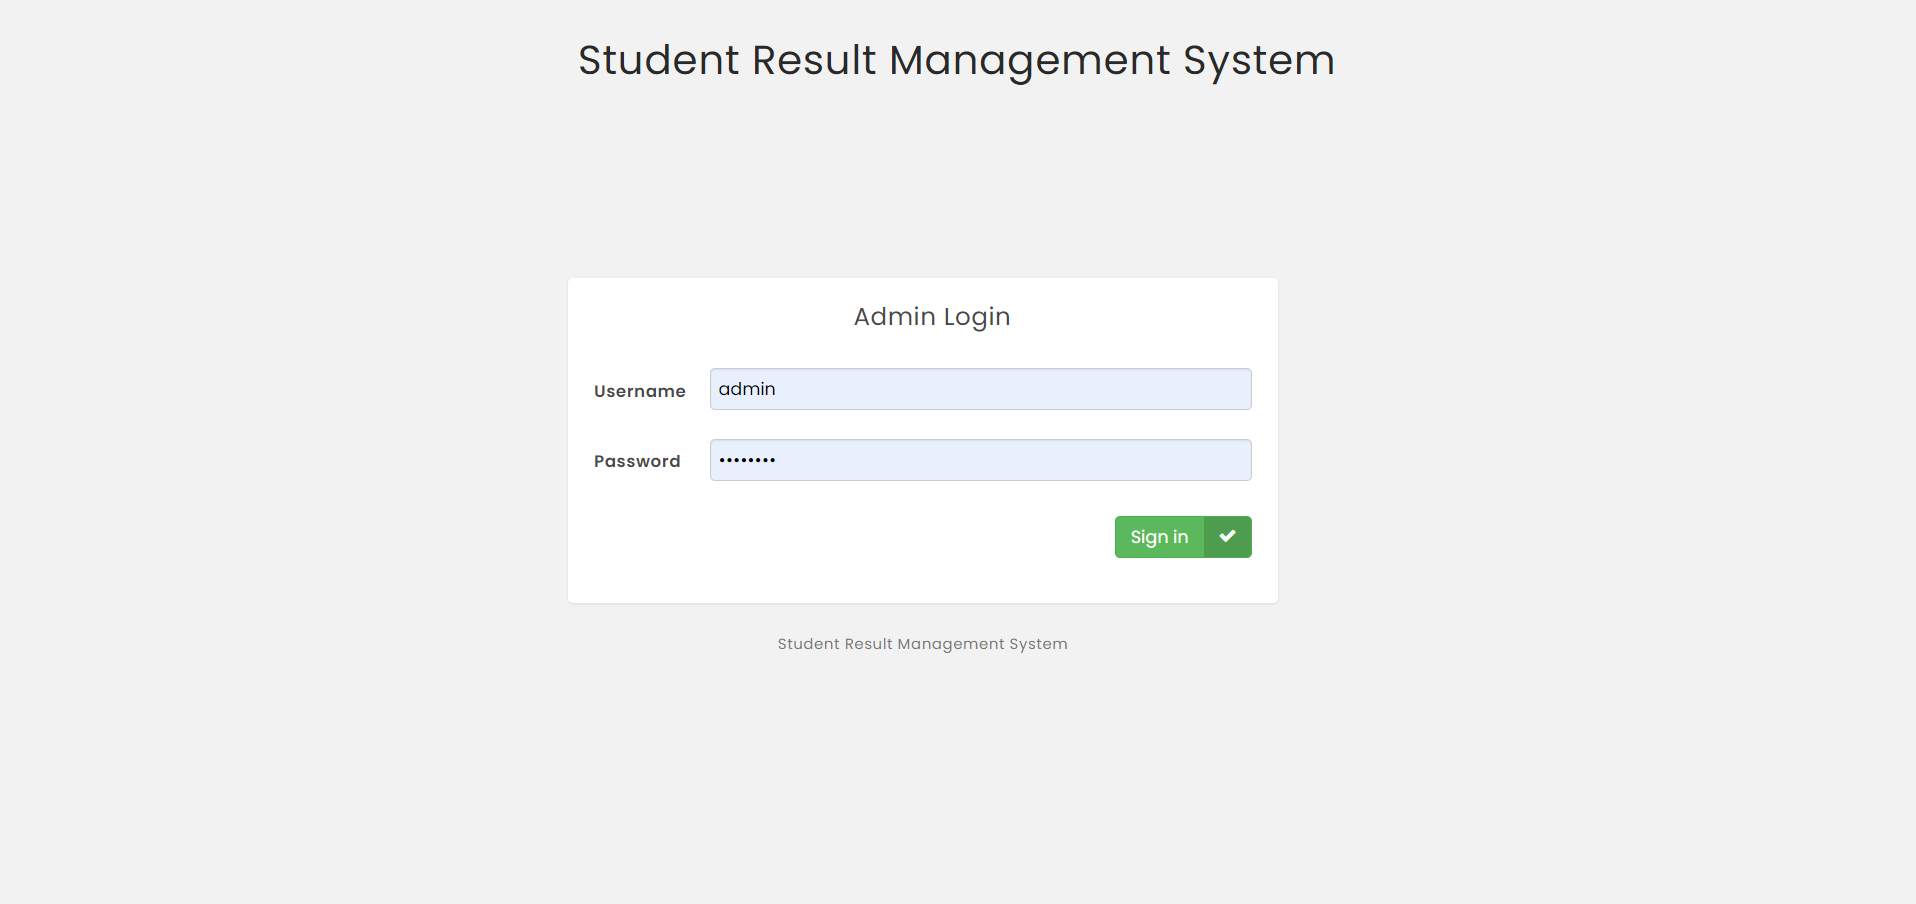 Student Result Management System
Admin Login
Username admin
Password ••••••••
Sign in
Student Result Management System